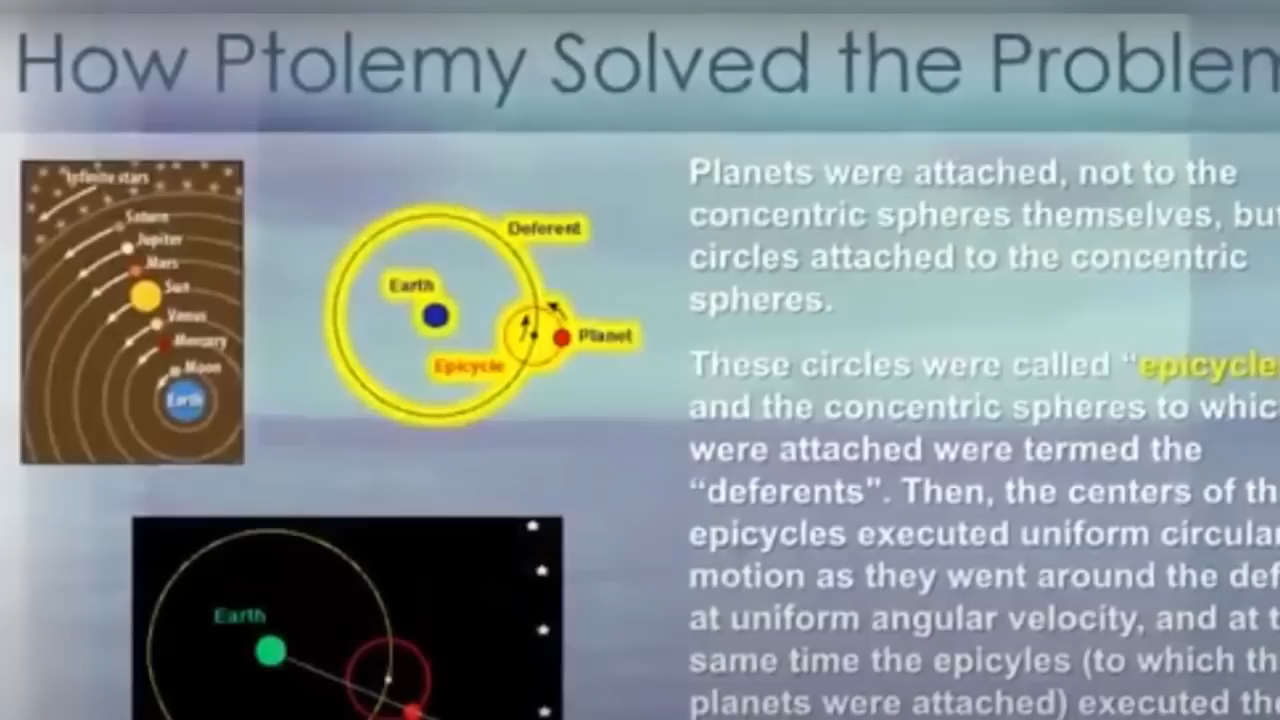 How Ptolemy Solved the Problem
Infinite stars
Saturn
Jupiter
Mars
Sun
Venus
Mercury
Moon
Earth
Deferent
Earth
Planet
Epicycle
Earth
Planets were attached, not to the
concentric spheres themselves, but
circles attached to the concentric
spheres.
These circles were called “epicycle
and the concentric spheres to whic
were attached were termed the
“deferents”. Then, the centers of th
epicycles executed uniform circular
motion as they went around the def
at uniform angular velocity, and at t
same time the epicyles (to which th
planets were attached) executed the